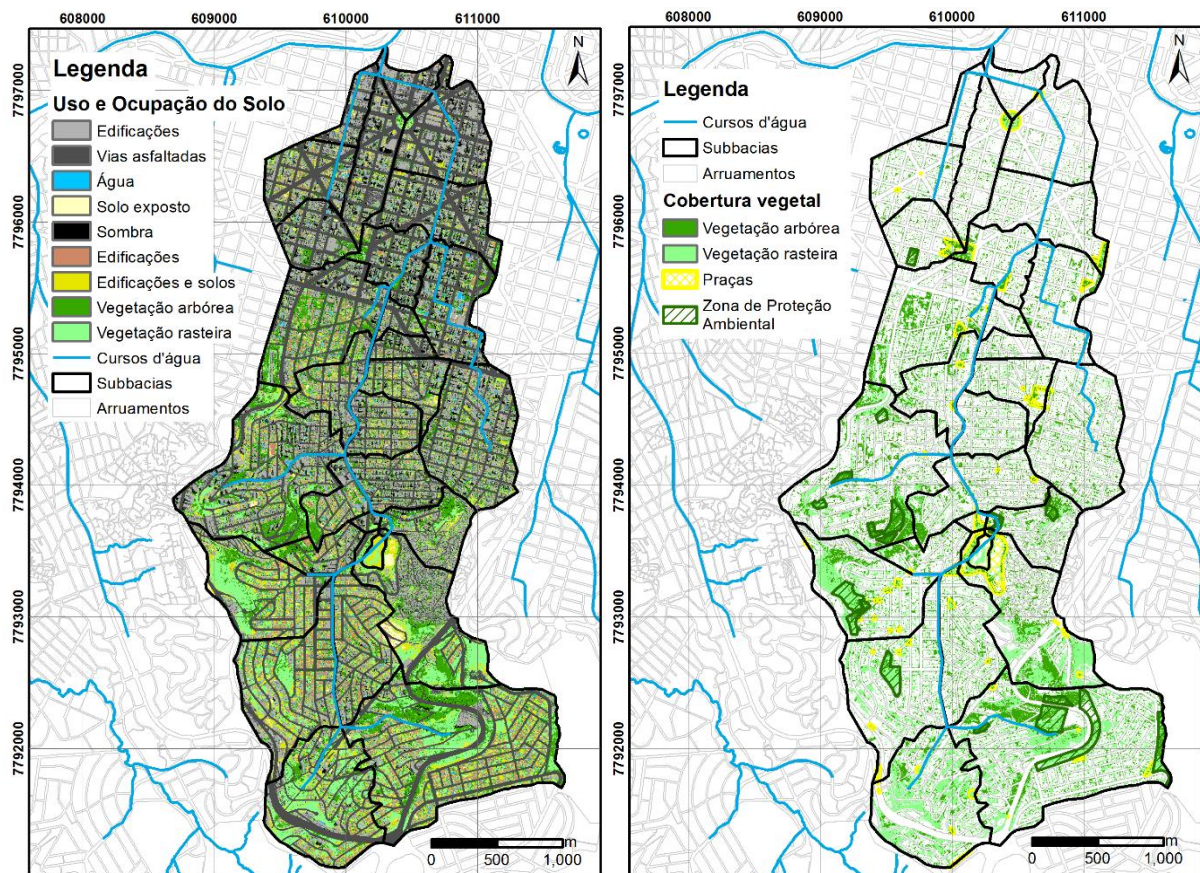 608000
609000
610000
611000
N
Legenda
Uso e Ocupação do Solo
Edificações
Vias asfaltadas
Água
Solo exposto
Sombra
Edificações
Edificações e solos
Vegetação arbórea
Vegetação rasteira
Cursos d'água
Subbacias
Arruamentos
7797000
7796000
7795000
7794000
7793000
7792000
m
0 500 1,000
608000
609000
610000
611000
N
Legenda
Cursos d'água
Subbacias
Arruamentos
Cobertura vegetal
Vegetação arbórea
Vegetação rasteira
Praças
Zona de Proteção
Ambiental
7797000
7796000
7795000
7794000
7793000
7792000
m
0 500 1,000